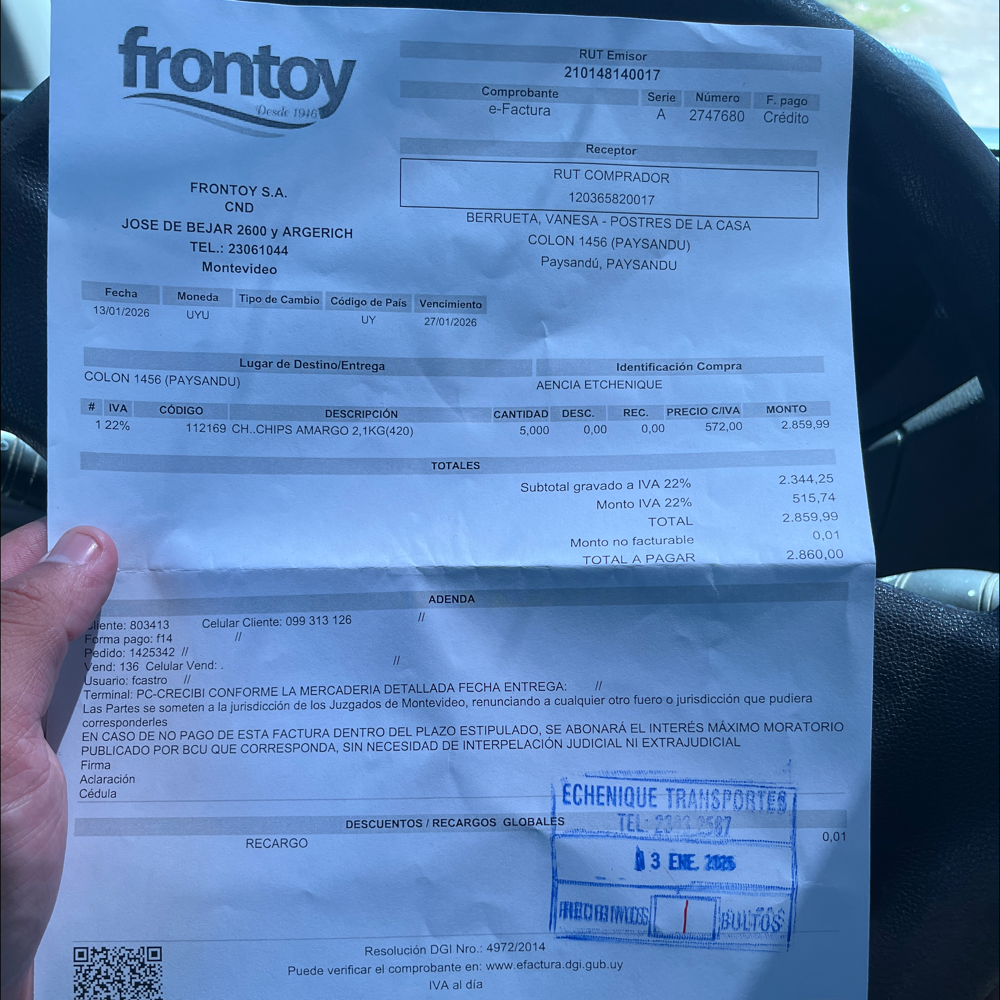 frontoy
Desde 1946
RUT Emisor
210148140017
Comprobante Serie Número F. pago
e-Factura A 2747680 Crédito
Receptor
RUT COMPRADOR
120365820017
BERRUETA, VANESA - POSTRES DE LA CASA
COLON 1456 (PAYSANDU)
Paysandú, PAYSANDU
FRONTOY S.A.
CND
JOSE DE BEJAR 2600 y ARGERICH
TEL.: 23061044
Montevideo
Fecha Moneda Tipo de Cambio Código de País Vencimiento
13/01/2026 UYU UY 27/01/2026
Lugar de Destino/Entrega Identificación Compra
COLON 1456 (PAYSANDU) AENCIA ETCHENIQUE
# IVA CÓDIGO DESCRIPCIÓN CANTIDAD DESC. REC. PRECIO C/IVA MONTO
1 22% 112169 CH..CHIPS AMARGO 2,1KG(420) 5,000 0,00 0,00 572,00 2.859,99
TOTALES
Subtotal gravado a IVA 22% 2.344,25
Monto IVA 22% 515,74
TOTAL 2.859,99
Monto no facturable 0,01
TOTAL A PAGAR 2.860,00
ADENDA
Cliente: 803413 Celular Cliente: 099 313 126 //
Forma pago: f14 //
Pedido: 1425342 //
Vend: 136 Celular Vend: . //
Usuario: fcastro //
Terminal: PC-CRECIBI CONFORME LA MERCADERIA DETALLADA FECHA ENTREGA: //
Las Partes se someten a la jurisdicción de los Juzgados de Montevideo, renunciando a cualquier otro fuero o jurisdicción que pudiera
corresponderles
EN CASO DE NO PAGO DE ESTA FACTURA DENTRO DEL PLAZO ESTIPULADO, SE ABONARÁ EL INTERÉS MÁXIMO MORATORIO
PUBLICADO POR BCU QUE CORRESPONDA, SIN NECESIDAD DE INTERPELACIÓN JUDICIAL NI EXTRAJUDICIAL
Firma
Aclaración
Cédula
ECHENIQUE TRANSPORTES
TEL:
DESCUENTOS / RECARGOS GLOBALES
RECARGO 0,01
13 ENE. 2026
BULTOS
Resolución DGI Nro.: 4972/2014
Puede verificar el comprobante en: www.efactura.dgi.gub.uy
IVA al día